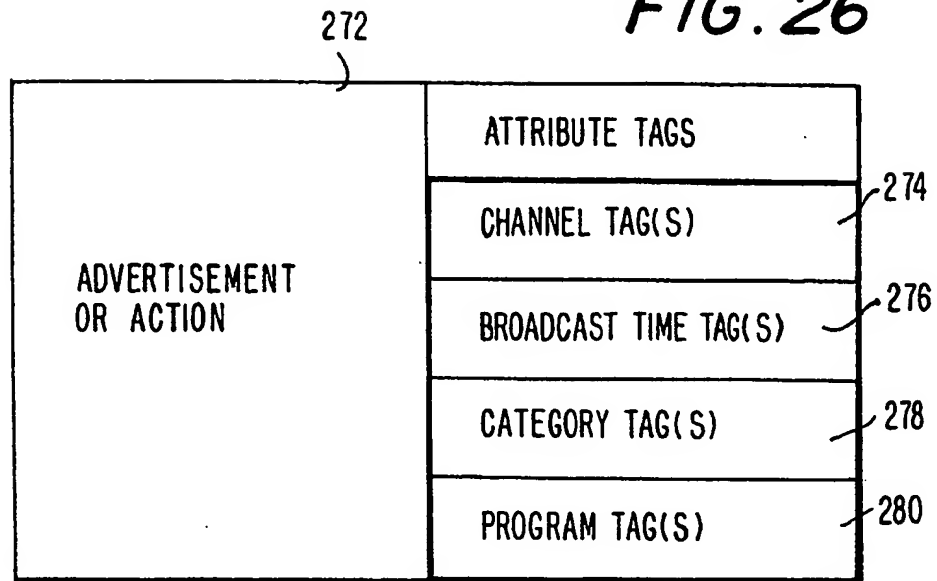 FIG. 26
272
ATTRIBUTE TAGS
274
CHANNEL TAG(S)
ADVERTISEMENT
OR ACTION
276
BROADCAST TIME TAG(S)
278
CATEGORY TAG(S)
280
PROGRAM TAG(S)